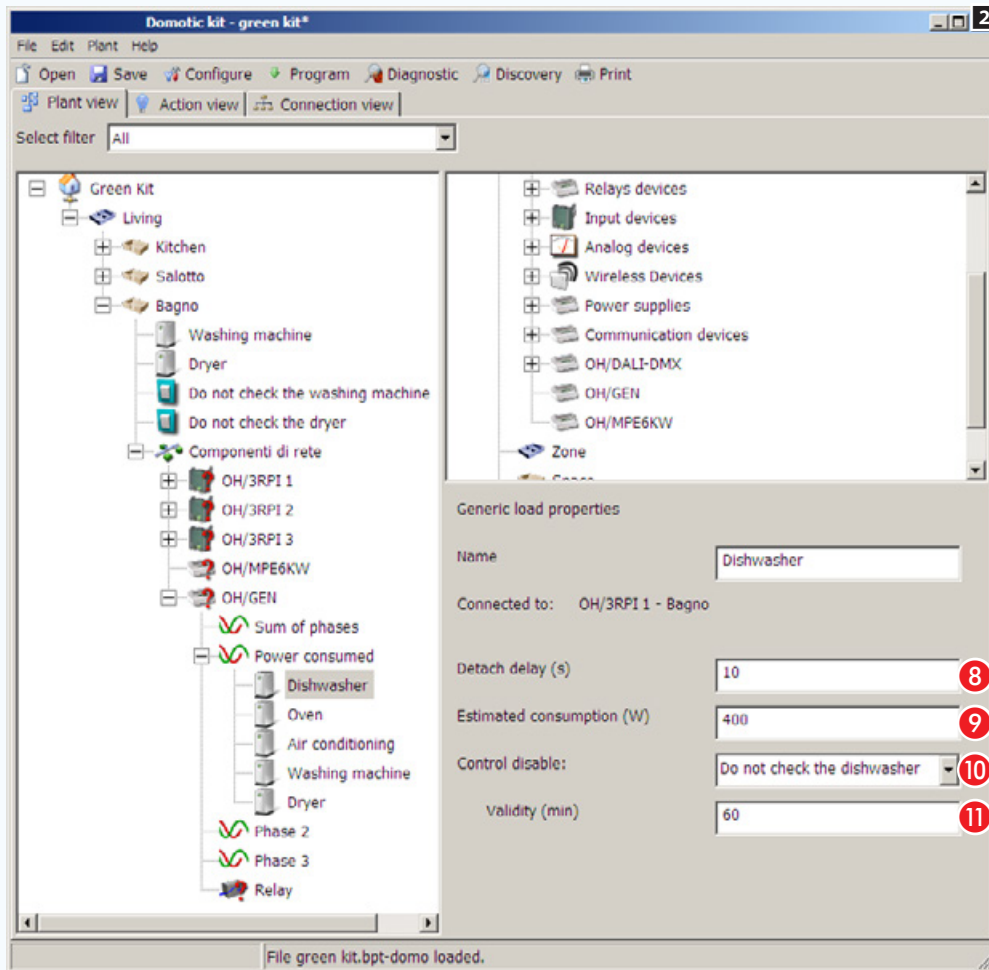 Domotic kit - green kit*
2
File Edit Plant Help
Open Save Configure Program Diagnostic Discovery Print
Plant view Action view Connection view
Select filter All
Green Kit
Living
Kitchen
Salotto
Bagno
Washing machine
Dryer
Do not check the washing machine
Do not check the dryer
Componenti di rete
OH/3RPI 1
OH/3RPI 2
OH/3RPI 3
OH/MPE6KW
OH/GEN
Sum of phases
Power consumed
Dishwasher
Oven
Air conditioning
Washing machine
Dryer
Phase 2
Phase 3
Relay
Relays devices
Input devices
Analog devices
Wireless Devices
Power supplies
Communication devices
OH/DALI-DMX
OH/GEN
OH/MPE6KW
Zone
Generic load properties
Name Dishwasher
Connected to: OH/3RPI 1 - Bagno
Detach delay (s) 10 8
Estimated consumption (W) 400 9
Control disable: Do not check the dishwasher 10
Validity (min) 60 11
File green kit.bpt-domo loaded.